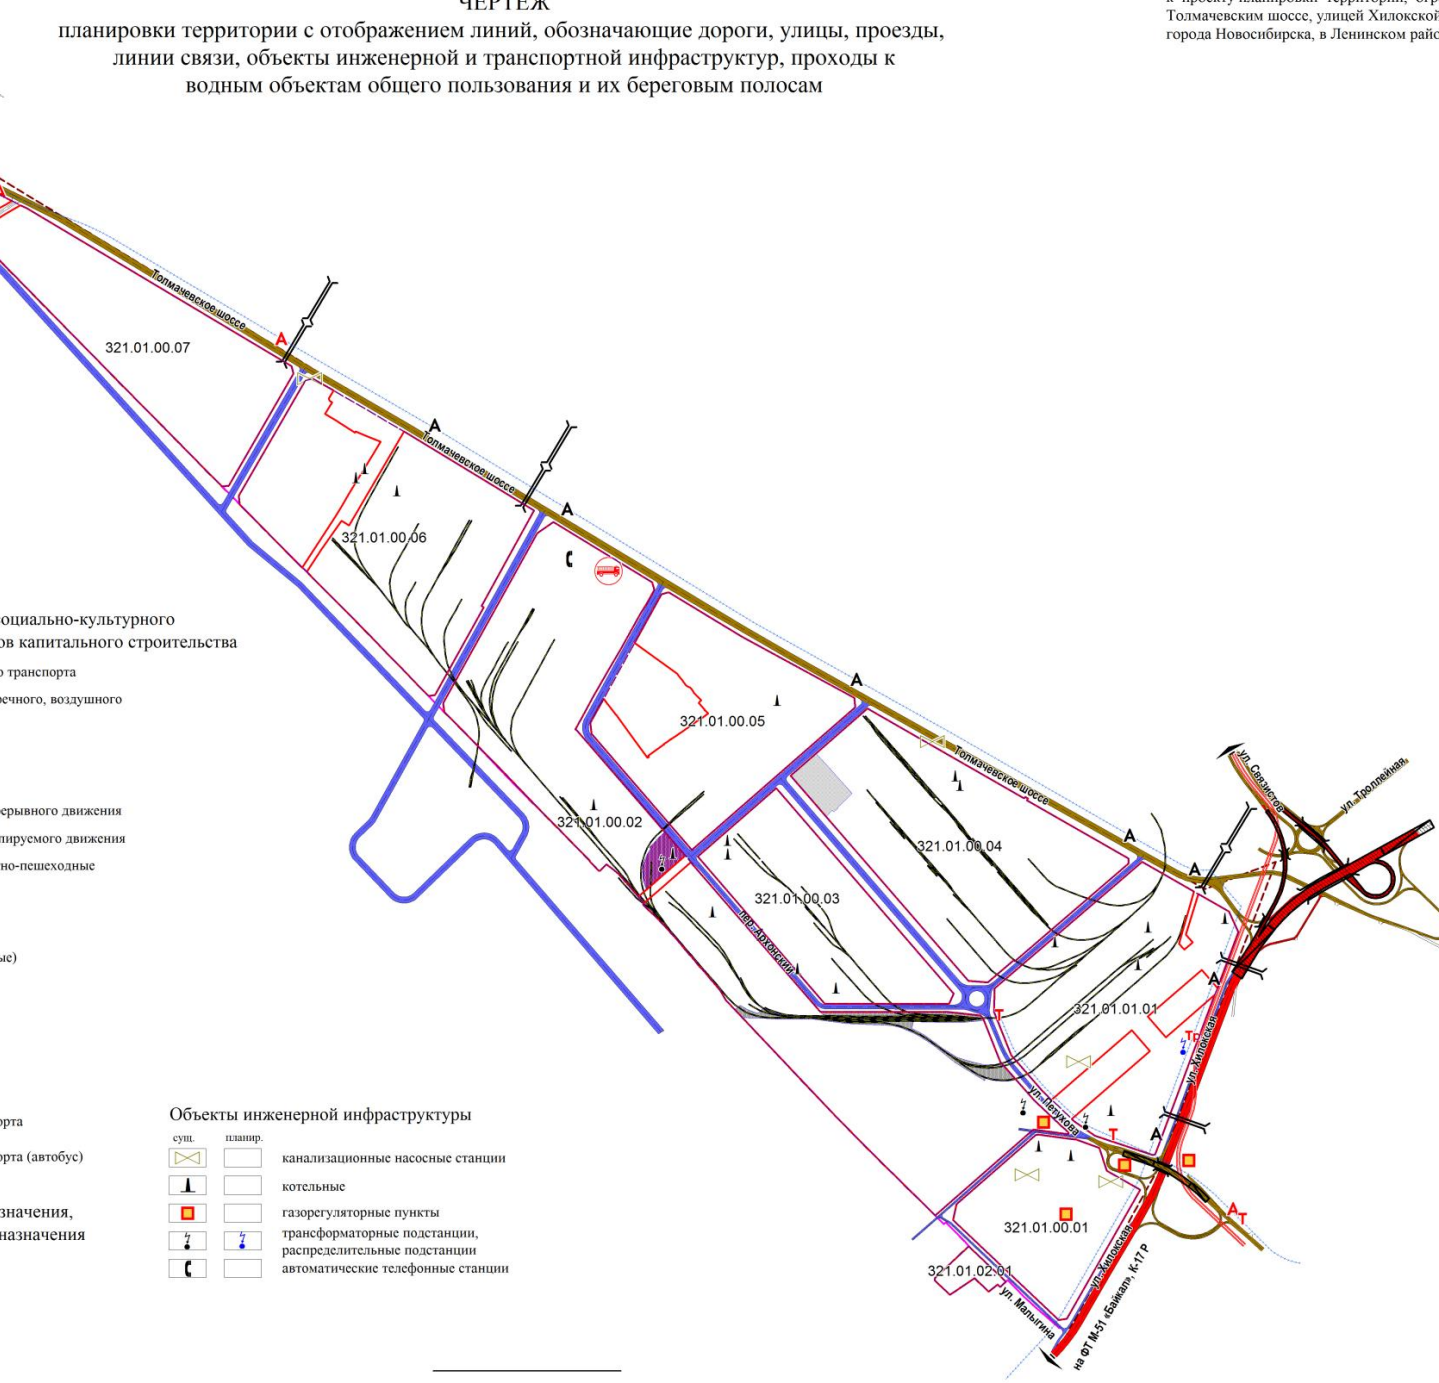 ЧЕРТЕЖ
планировки территории с отображением линий, обозначающие дороги, улицы, проезды,
линии связи, объекты инженерной и транспортной инфраструктур, проходы к
водным объектам общего пользования и их береговым полосам
Толмачевским шоссе, улицей Хилокской
города Новосибирска, в Ленинском райо
Толмачевское шоссе
321.01.00.07
А
А
Толмачевское шоссе
А
321.01.00.06
321.01.00.05
А
Толмачевское шоссе
ул. Связистов
ул. Троллейная
321.01.00.02
321.01.00.04
А
А
321.01.00.03
пер. Архонский
А
321.01.01.01
Т
Тр
ул. Хилокская
ул. Петухова
Т
А
А
Т
321.01.00.01
321.01.02.01
ул. Хилокская
ул. Малыгина
на ФТ М-51 «Байкал», К-17 Р
социально-культурного
ов капитального строительства
о транспорта
речного, воздушного
ерывного движения
лируемого движения
но-пешеходные
ые)
орта
орта (автобус)
значения,
назначения
Объекты инженерной инфраструктуры
сущ. планир.
канализационные насосные станции
котельные
газорегуляторные пункты
трансформаторные подстанции,
распределительные подстанции
автоматические телефонные станции